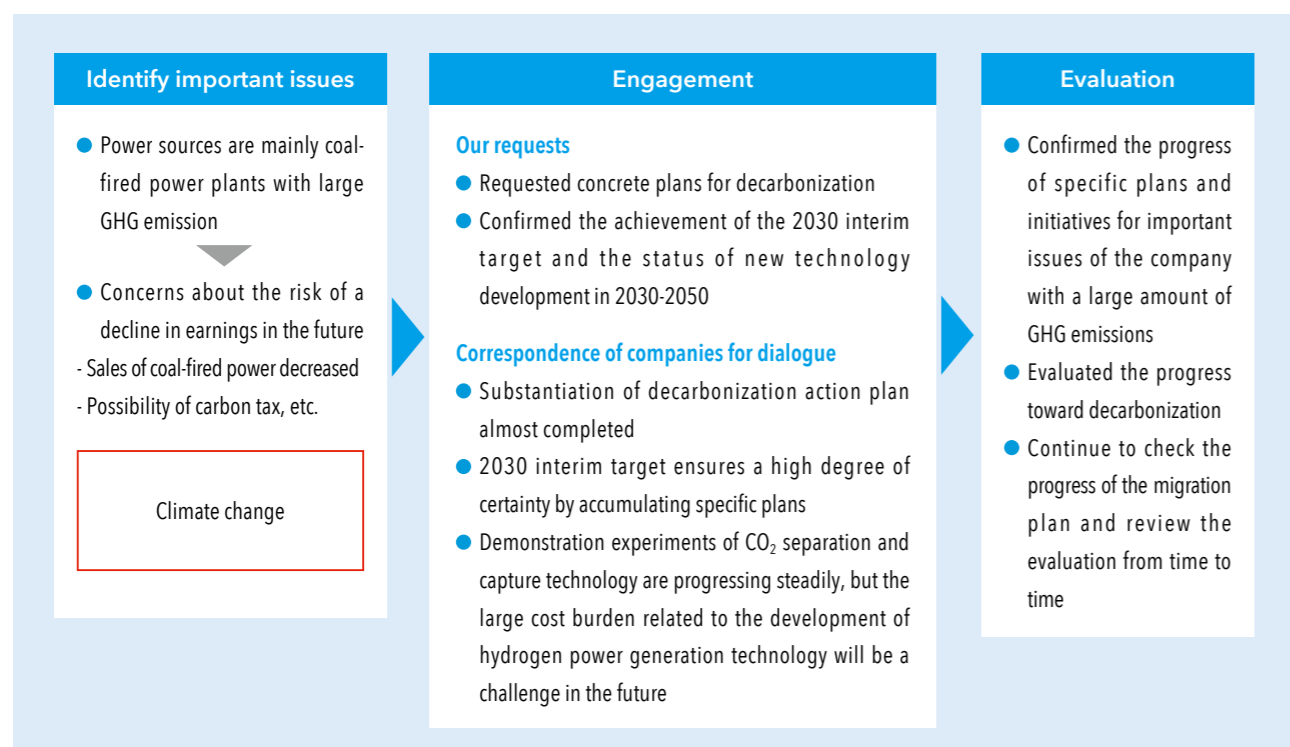 Identify important issues
● Power sources are mainly coal-
fired power plants with large
GHG emission
● Concerns about the risk of a
decline in earnings in the future
- Sales of coal-fired power decreased
- Possibility of carbon tax, etc.
Climate change
Engagement
Our requests
● Requested concrete plans for decarbonization
● Confirmed the achievement of the 2030 interim
target and the status of new technology
development in 2030-2050
Correspondence of companies for dialogue
● Substantiation of decarbonization action plan
almost completed
● 2030 interim target ensures a high degree of
certainty by accumulating specific plans
● Demonstration experiments of CO₂ separation and
capture technology are progressing steadily, but the
large cost burden related to the development of
hydrogen power generation technology will be a
challenge in the future
Evaluation
● Confirmed the progress
of specific plans and
initiatives for important
issues of the company
with a large amount of
GHG emissions
● Evaluated the progress
toward decarbonization
● Continue to check the
progress of the migration
plan and review the
evaluation from time to
time